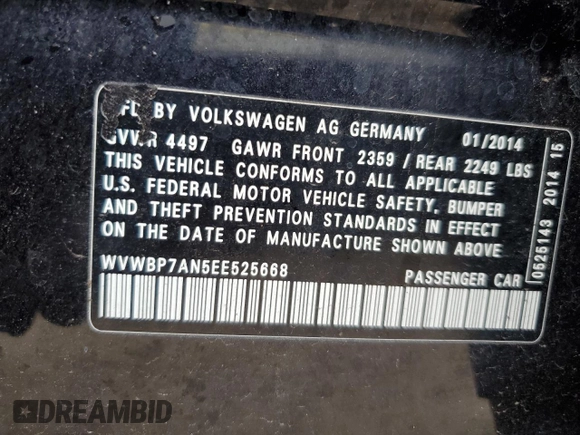 BY VOLKSWAGEN AG GERMANY 01/2014
4497 GAWR FRONT 2359 / REAR 2249 LBS
THIS VEHICLE CONFORMS TO ALL APPLICABLE
U.S. FEDERAL MOTOR VEHICLE SAFETY, BUMPER
AND THEFT PREVENTION STANDARDS IN EFFECT
ON THE DATE OF MANUFACTURE SHOWN ABOVE
WVWBP7AN5EE525668 PASSENGER CAR
0525143 2014 15
DREAMBID